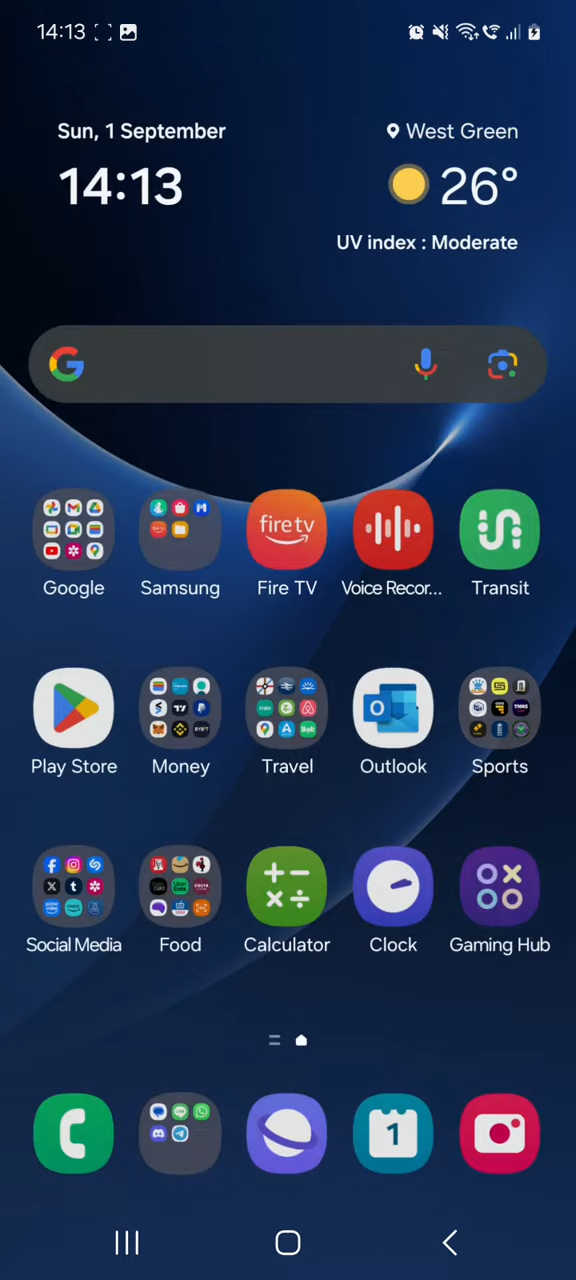 14:13
Sun, 1 September
West Green
14:13
26°
UV index : Moderate
fire tv
Google
Samsung
Fire TV
Voice Recor...
Transit
Play Store
Money
Travel
Outlook
Sports
Social Media
Food
Calculator
Clock
Gaming Hub
1